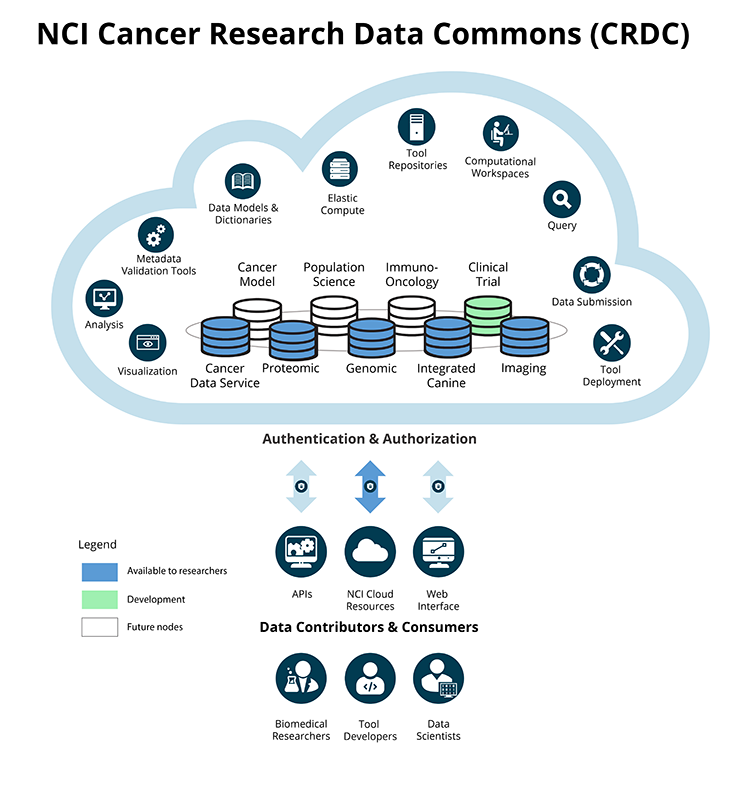 NCI Cancer Research Data Commons (CRDC)
Tool
Repositories
Computational
Workspaces
Elastic
Compute
Data Models &
Dictionaries
Query
Metadata
Validation Tools
Data Submission
Analysis
Visualization
Tool
Deployment
Cancer
Model
Population
Science
Immuno-
Oncology
Clinical
Trial
Cancer
Data Service
Proteomic
Genomic
Integrated
Canine
Imaging
Authentication & Authorization
Legend
Available to researchers
Development
Future nodes
APIs
NCI Cloud
Resources
Web
Interface
Data Contributors & Consumers
Biomedical
Researchers
Tool
Developers
Data
Scientists